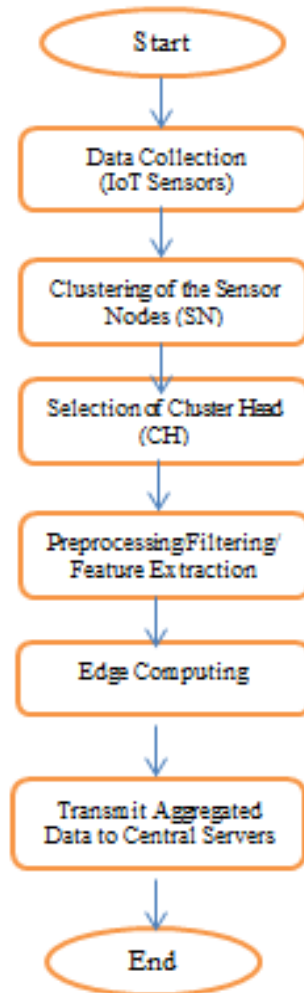 Start
Data Collection
(IoT Sensors)
Clustering of the Sensor
Nodes (SN)
Selection of Cluster Head
(CH)
Preprocessing/Filtering/
Feature Extraction
Edge Computing
Transmit Aggregated
Data to Central Servers
End